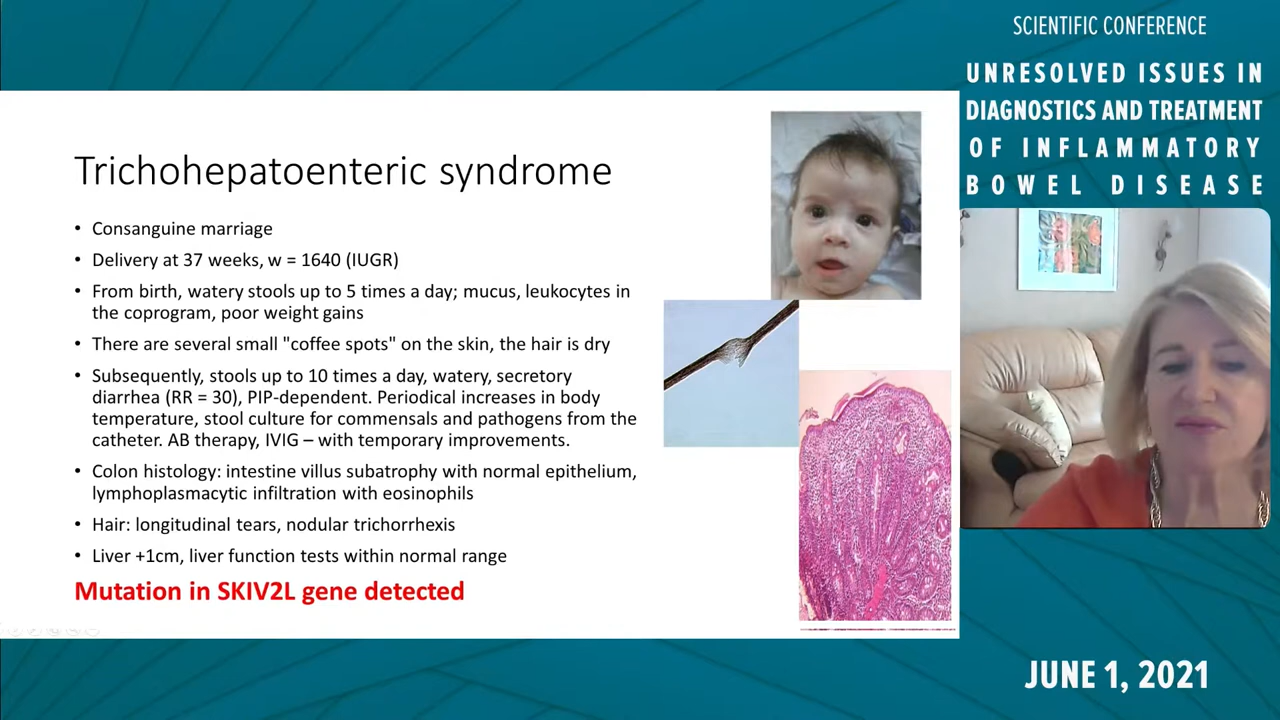 Trichohepatoenteric syndrome
• Consanguine marriage
• Delivery at 37 weeks, w = 1640 (IUGR)
• From birth, watery stools up to 5 times a day; mucus, leukocytes in
the coprogram, poor weight gains
• There are several small "coffee spots" on the skin, the hair is dry
• Subsequently, stools up to 10 times a day, watery, secretory
diarrhea (RR = 30), PIP-dependent. Periodical increases in body
temperature, stool culture for commensals and pathogens from the
catheter. AB therapy, IVIG – with temporary improvements.
• Colon histology: intestine villus subatrophy with normal epithelium,
lymphoplasmacytic infiltration with eosinophils
• Hair: longitudinal tears, nodular trichorrhexis
• Liver +1cm, liver function tests within normal range
Mutation in SKIV2L gene detected
SCIENTIFIC CONFERENCE
UNRESOLVED ISSUES IN
DIAGNOSTICS AND TREATMENT
OF INFLAMMATORY
BOWEL DISEASE
JUNE 1, 2021